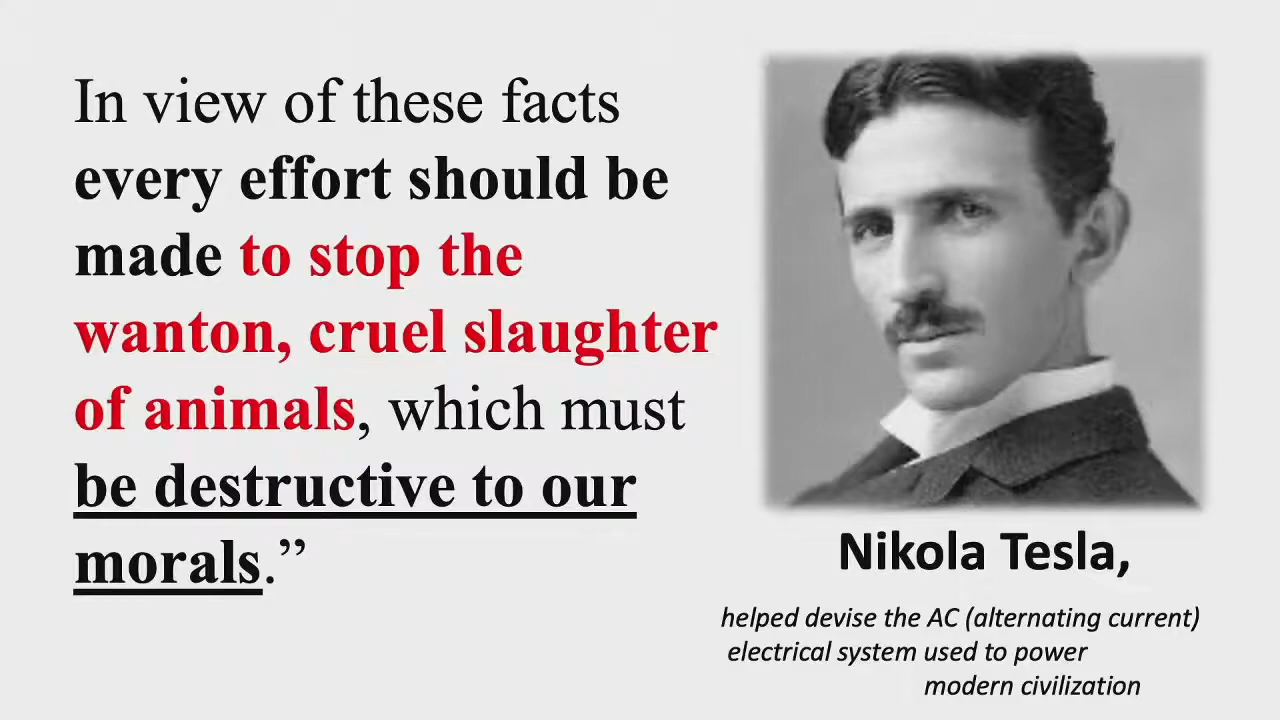 In view of these facts
every effort should be
made to stop the
wanton, cruel slaughter
of animals, which must
be destructive to our
morals.”
Nikola Tesla,
helped devise the AC (alternating current)
electrical system used to power
modern civilization